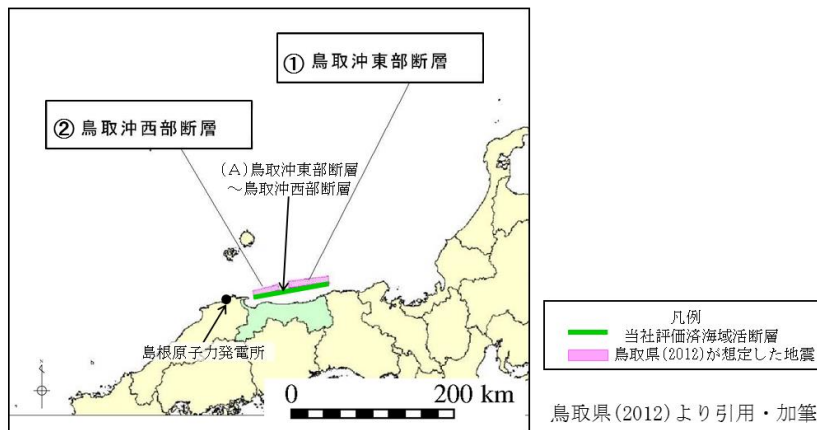 ① 鳥取沖東部断層
② 鳥取沖西部断層
(A)鳥取沖東部断層
～鳥取沖西部断層
島根原子力発電所
0 200 km
凡例
当社評価済海域活断層
鳥取県(2012)が想定した地震
鳥取県(2012)より引用・加筆